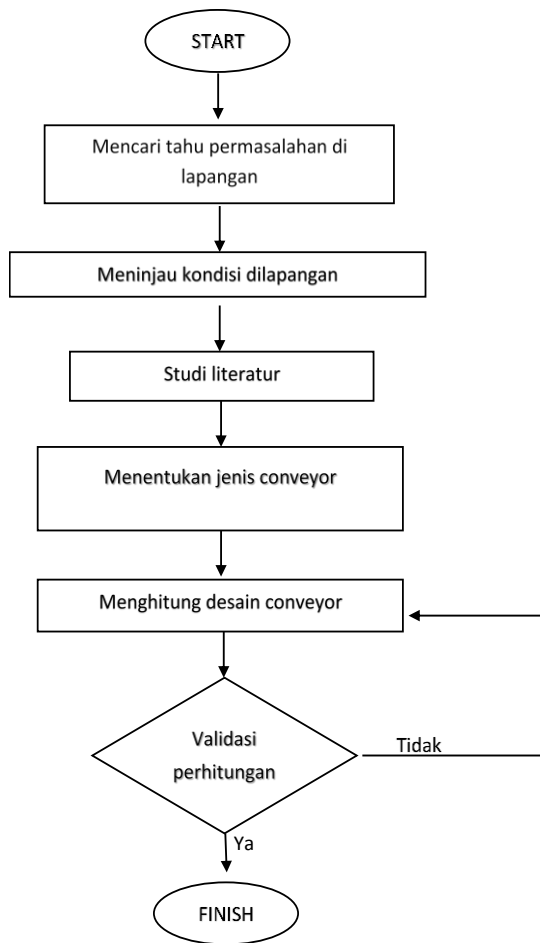 START
Mencari tahu permasalahan di
lapangan
Meninjau kondisi dilapangan
Studi literatur
Menentukan jenis conveyor
Menghitung desain conveyor
Validasi
perhitungan
Tidak
Ya
FINISH